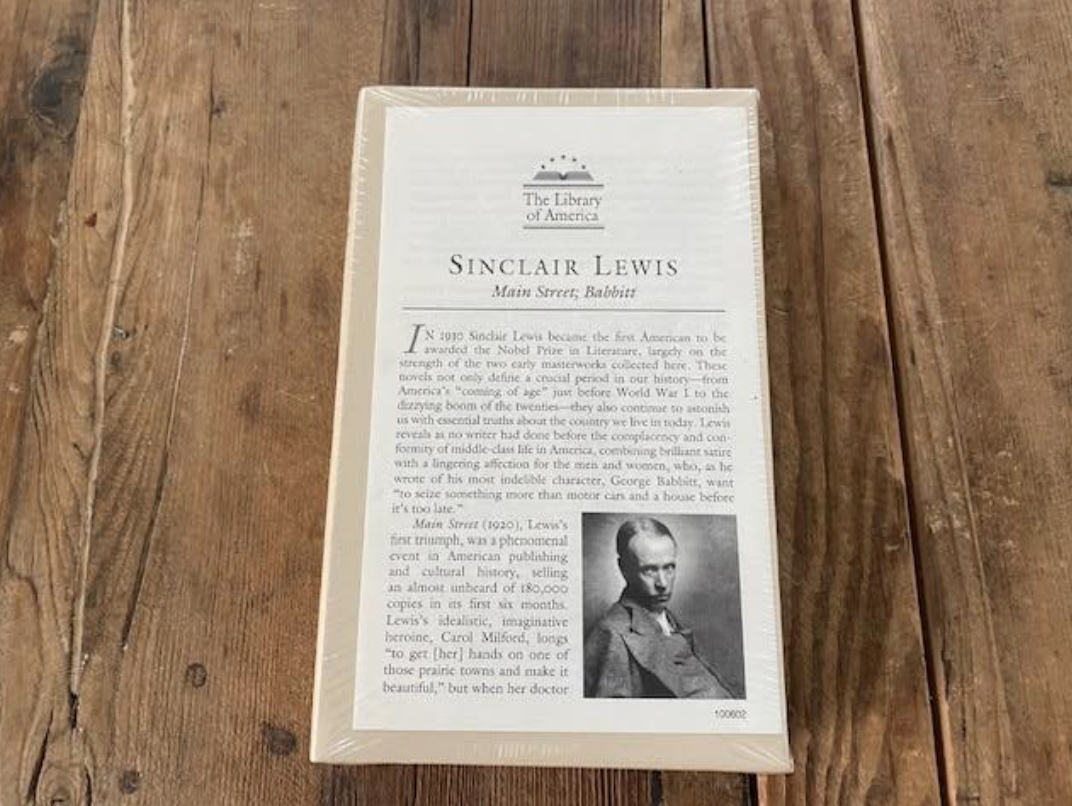 The Library
of America
SINCLAIR LEWIS
Main Street; Babbitt
IN 1930 Sinclair Lewis became the first American to be
awarded the Nobel Prize in Literature, largely on the
strength of the two early masterworks collected here. These
novels not only define a crucial period in our history—from
America's "coming of age" just before World War I to the
dizzying boom of the twenties—they also continue to astonish
us with essential truths about the country we live in today. Lewis
reveals as no writer had done before the complacency and con-
formity of middle-class life in America, combining brilliant satire
with a lingering affection for the men and women, who, as he
wrote of his most indelible character, George Babbitt, want
"to seize something more than motor cars and a house before
it's too late."
Main Street (1920), Lewis's
first triumph, was a phenomenal
event in American publishing
and cultural history, selling
an almost unheard of 180,000
copies in its first six months.
Lewis's idealistic, imaginative
heroine, Carol Milford, longs
"to get [her] hands on one of
those prairie towns and make it
beautiful," but when her doctor
100602